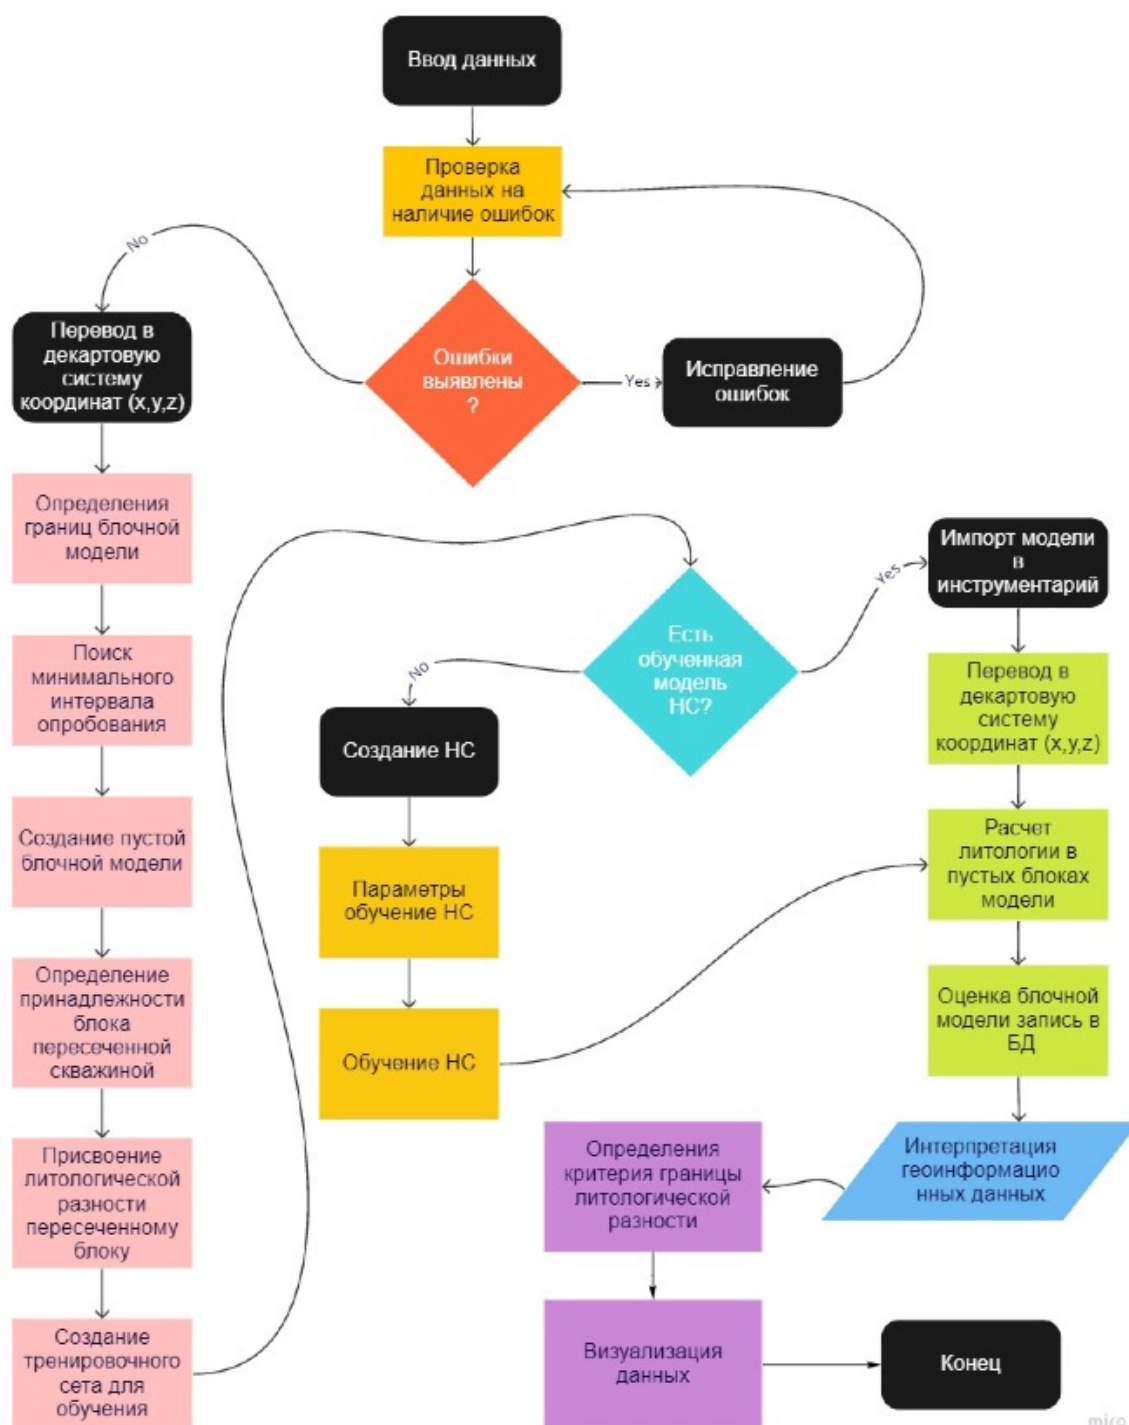 Ввод данных
Проверка
данных на
наличие ошибок
No
Перевод в
декартовую
систему
координат (x,y,z)
Ошибки
выявлены
?
Yes
Исправление
ошибок
Определения
границ блочной
модели
Поиск
минимального
интервала
опробования
Создание пустой
блочной модели
Определение
принадлежности
блока
пересеченной
скважиной
Присвоение
литологической
разности
пересеченному
блоку
Создание
тренировочного
сета для
обучения
Есть
обученная
модель
НС?
No
Создание НС
Параметры
обучение НС
Обучение НС
Yes
Импорт модели
в
инструментарий
Перевод в
декартовую
систему
координат (x,y,z)
Расчет
литологии в
пустых блоках
модели
Оценка блочной
модели запись в
БД
Интерпретация
геоинформацио
нных данных
Определения
критерия границы
литологической
разности
Визуализация
данных
Конец
miro